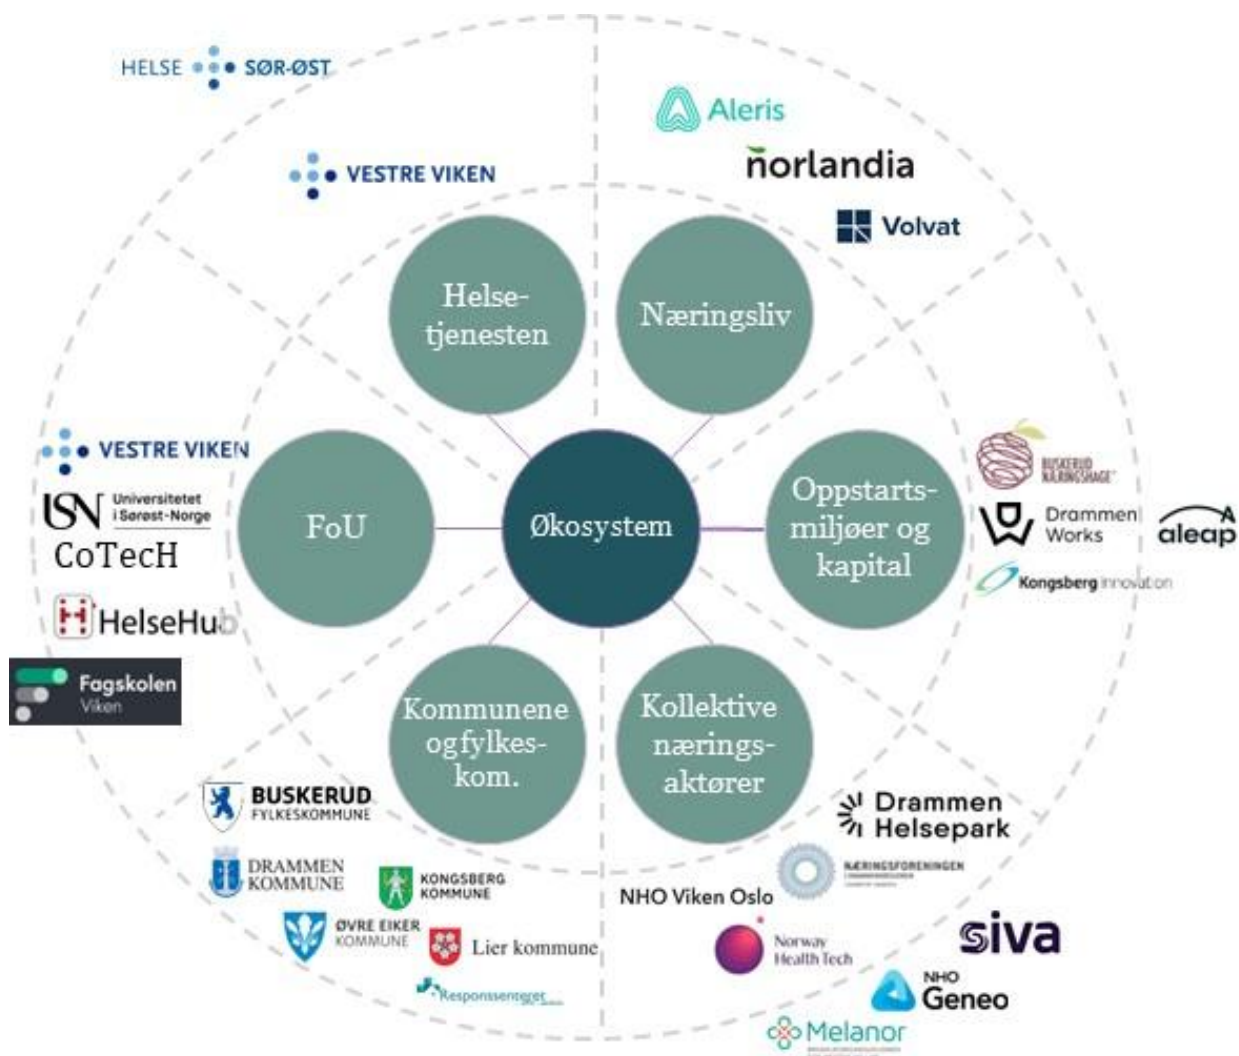 HELSE SØR-ØST
VESTRE VIKEN
Aleris
norlandia
Volvat
Helse-
tjenesten
Næringsliv
VESTRE VIKEN
USN Universitetet
i Sørøst-Norge
CoTecH
HelseHub
Fagskolen
Viken
FoU
Økosystem
Oppstarts-
miljøer og
kapital
BUSKERUD
NÆRINGSHAGE
Drammen
Works
aleap
Kongsberg Innovation
Kommunene
og fylkes-
kom.
Kollektive
nærings-
aktører
BUSKERUD
FYLKESKOMMUNE
DRAMMEN
KOMMUNE
KONGSBERG
KOMMUNE
ØVRE EIKER
KOMMUNE
Lier kommune
Responssenteret
Drammen
Helsepark
NÆRINGSFORENINGEN
NHO Viken Oslo
Norway
Health Tech
siva
NHO
Geneo
Melanor